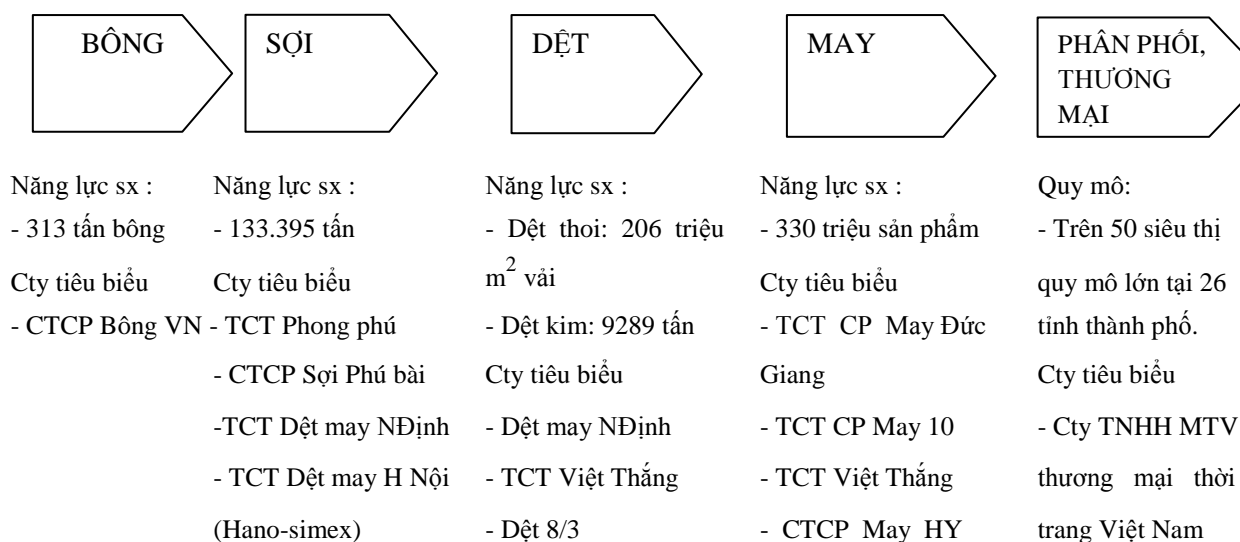 BÔNG
SỢI
DỆT
MAY
PHÂN PHỐI,
THƯƠNG
MẠI
Năng lực sx :
- 313 tấn bông
Cty tiêu biểu
- CTCP Bông VN
Năng lực sx :
- 133.395 tấn
Cty tiêu biểu
- TCT Phong phú
- CTCP Sợi Phú bài
-TCT Dệt may NĐịnh
- TCT Dệt may H Nội
(Hano-simex)
Năng lực sx :
- Dệt thoi: 206 triệu
m² vải
- Dệt kim: 9289 tấn
Cty tiêu biểu
- Dệt may NĐịnh
- TCT Việt Thắng
- Dệt 8/3
Năng lực sx :
- 330 triệu sản phẩm
Cty tiêu biểu
- TCT CP May Đức
Giang
- TCT CP May 10
- TCT Việt Thắng
- CTCP May HY
Quy mô:
- Trên 50 siêu thị
quy mô lớn tại 26
tỉnh thành phố.
Cty tiêu biểu
- Cty TNHH MTV
thương mại thời
trang Việt Nam